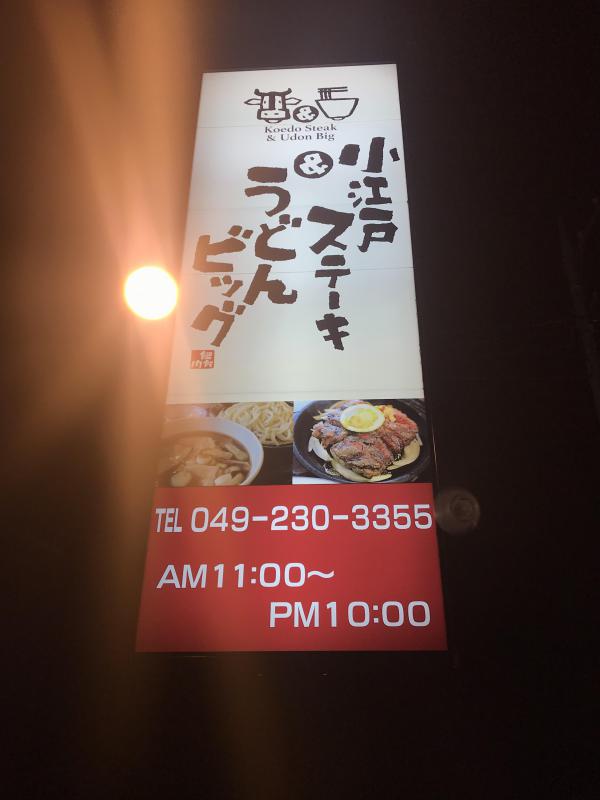 &
Koedo Steak
& Udon Big
小江戸
ステーキ
&
うどん
ビッグ
TEL 049-230-3355
AM11:00〜
PM10:00